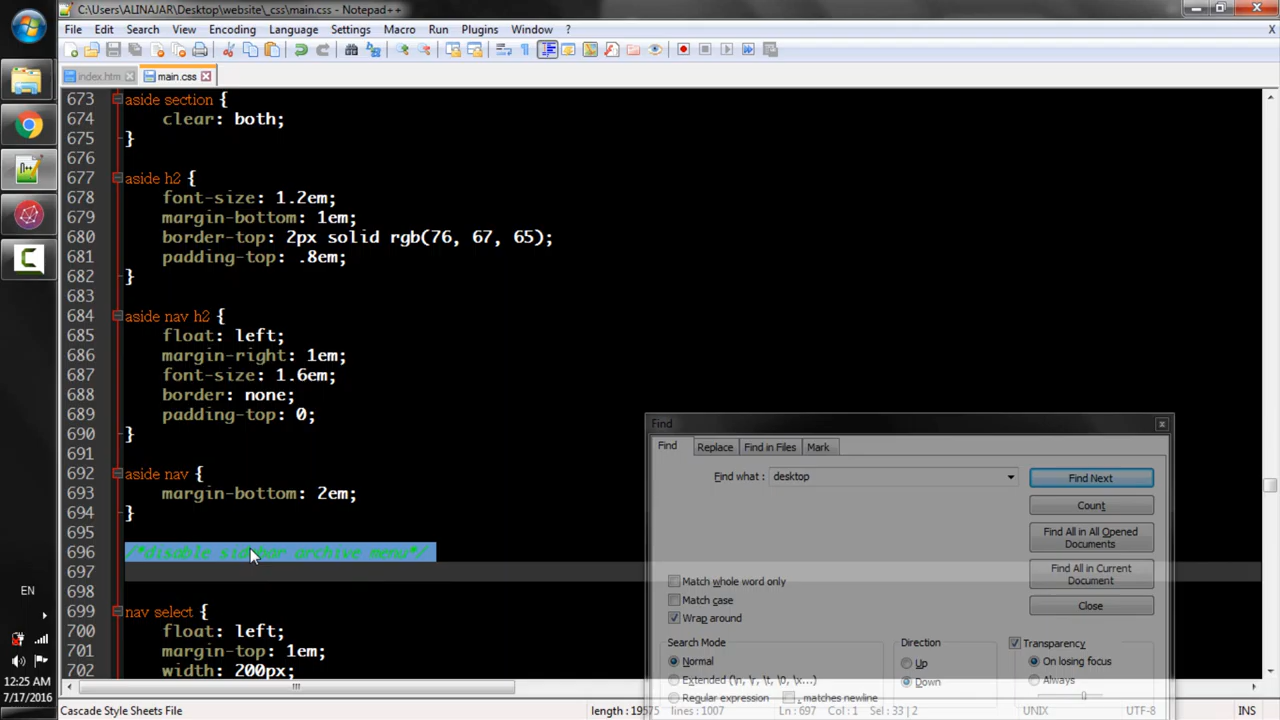 C:\Users\ALINAJAR\Desktop\website\_css\main.css - Notepad++
File Edit Search View Encoding Language Settings Macro Run Plugins Window ? X
index.htm main.css
673 aside section {
674 clear: both;
675 }
676
677 aside h2 {
678 font-size: 1.2em;
679 margin-bottom: 1em;
680 border-top: 2px solid rgb(76, 67, 65);
681 padding-top: .8em;
682 }
683
684 aside nav h2 {
685 float: left;
686 margin-right: 1em;
687 font-size: 1.6em;
688 border: none;
689 padding-top: 0;
690 }
691
692 aside nav {
693 margin-bottom: 2em;
694 }
695
696 /*disable sidebar archive menu*/
697
698
699 nav select {
700 float: left;
701 margin-top: 1em;
702 width: 200px;
Find
Find Replace Find in Files Mark
Find what : desktop
Find Next
Count
Find All in All Opened
Documents
Find All in Current
Document
Close
Match whole word only
Match case
Wrap around
Search Mode
Normal
Extended (\n, \r, \t, \0, \x...)
Regular expression . matches newline
Direction
Up
Down
Transparency
On losing focus
Always
EN
12:25 AM
7/17/2016
Cascade Style Sheets File length : 19575 lines : 1007 Ln : 697 Col : 1 Sel : 33 | 2 UNIX UTF-8 INS